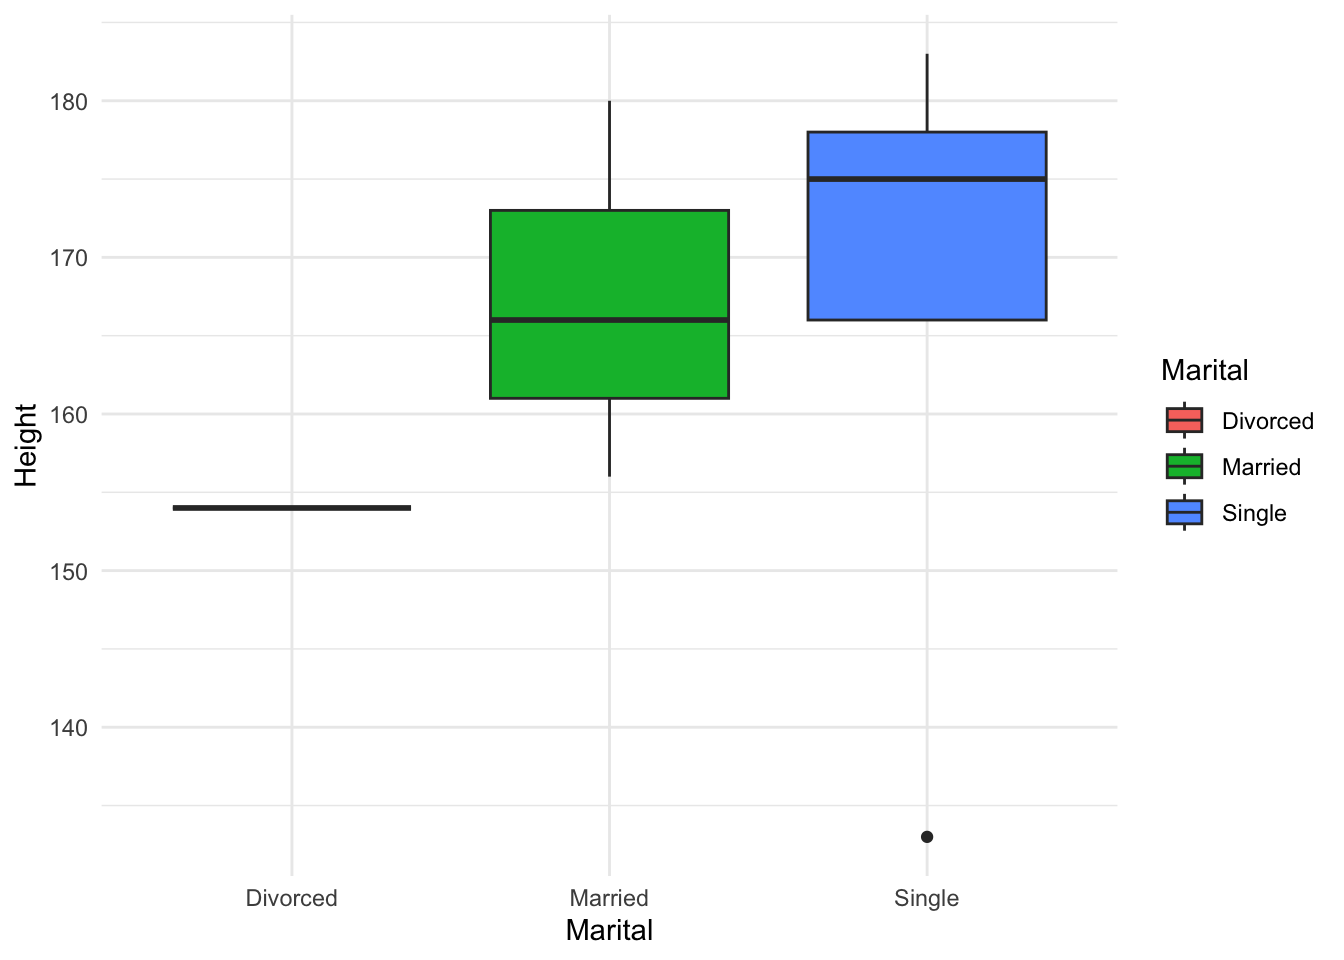 180
170
160
150
140
Height
Divorced
Married
Single
Marital
Marital
Divorced
Married
Single